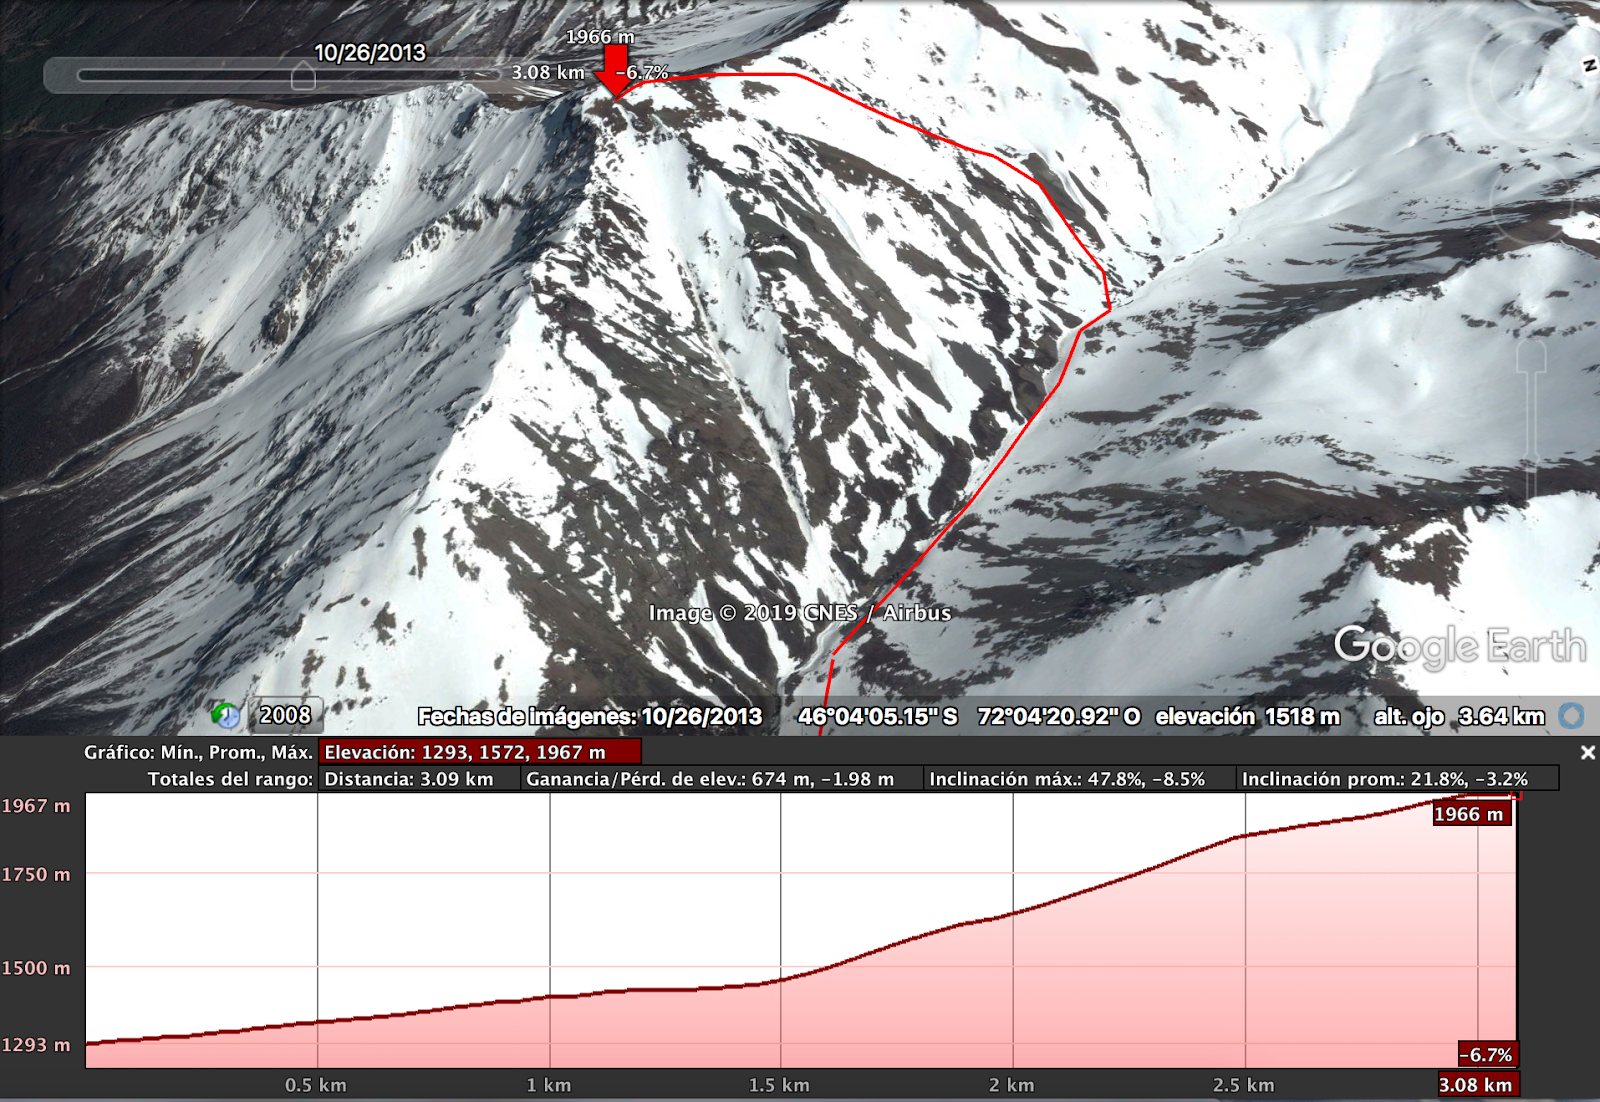 1966 m
10/26/2013
3.08 km
-6.7%
N
Image © 2019 CNES / Airbus
Google Earth
2008
Fechas de imágenes: 10/26/2013 46°04'05.15" S 72°04'20.92" O elevación 1518 m alt. ojo 3.64 km
Gráfico: Mín., Prom., Máx. Elevación: 1293, 1572, 1967 m
Totales del rango: Distancia: 3.09 km Ganancia/Pérd. de elev.: 674 m, -1.98 m Inclinación máx.: 47.8%, -8.5% Inclinación prom.: 21.8%, -3.2%
1967 m
1966 m
1750 m
1500 m
1293 m
-6.7%
0.5 km 1 km 1.5 km 2 km 2.5 km 3.08 km